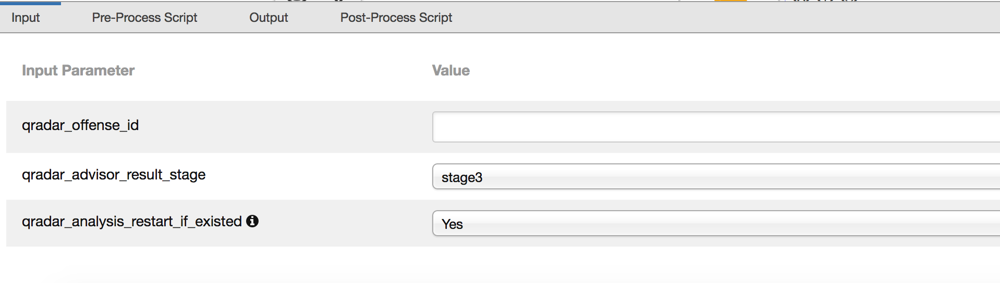 Input Pre-Process Script Output Post-Process Script
Input Parameter Value
qradar_offense_id
qradar_advisor_result_stage stage3
qradar_analysis_restart_if_existed Yes